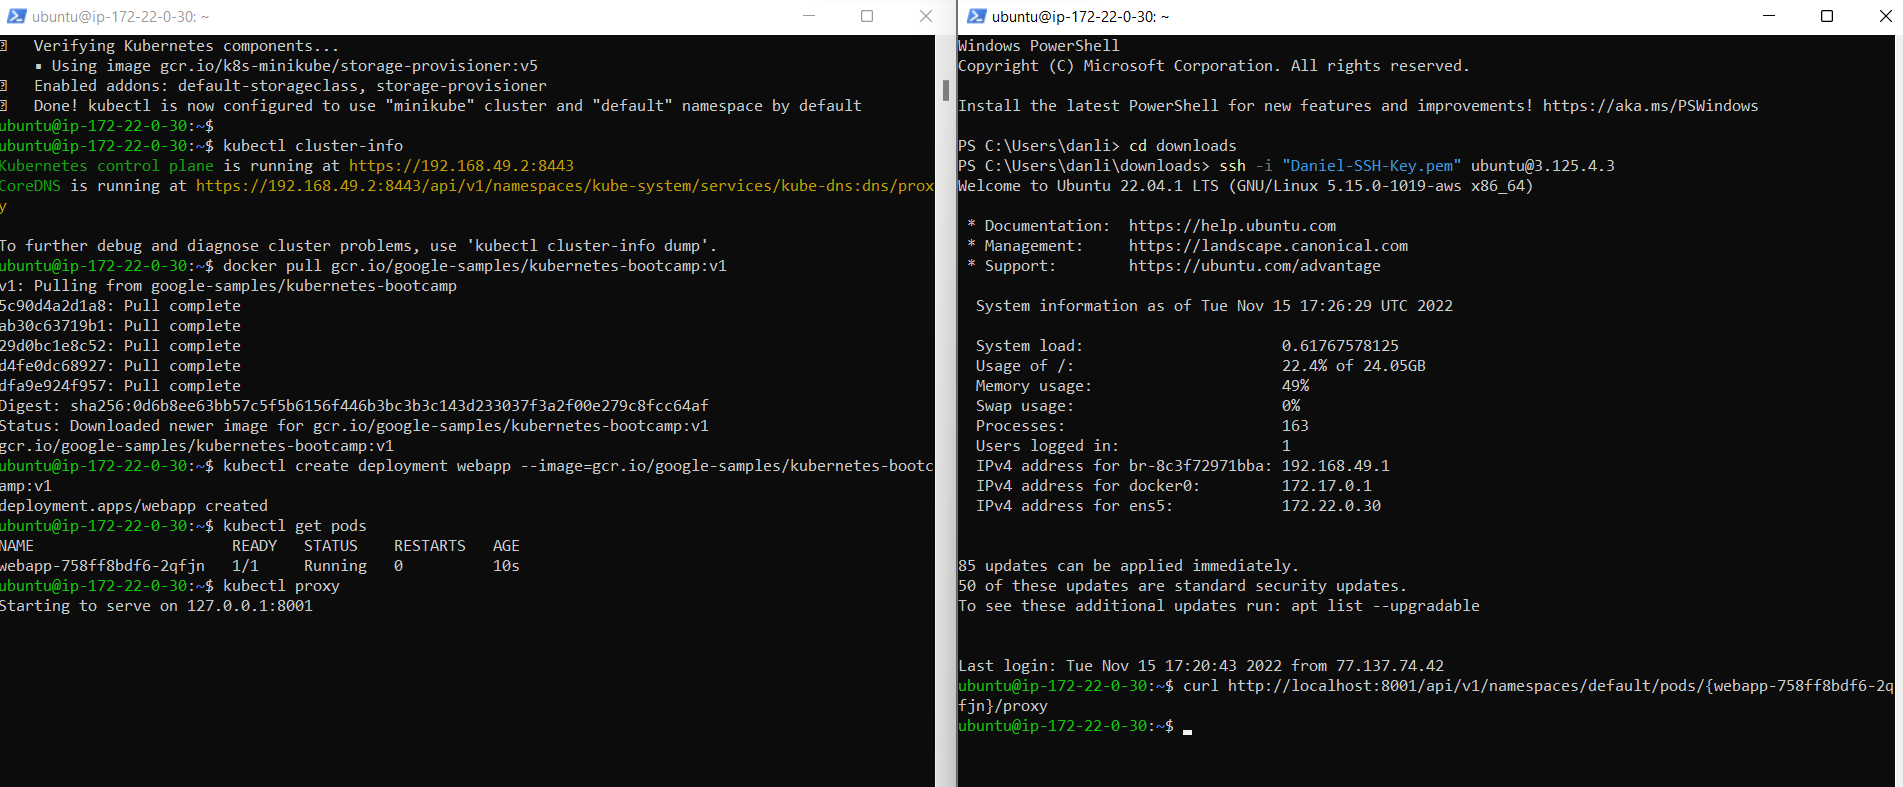 ubuntu@ip-172-22-0-30: ~
Verifying Kubernetes components...
▪ Using image gcr.io/k8s-minikube/storage-provisioner:v5
Enabled addons: default-storageclass, storage-provisioner
Done! kubectl is now configured to use "minikube" cluster and "default" namespace by default
ubuntu@ip-172-22-0-30:~$
ubuntu@ip-172-22-0-30:~$ kubectl cluster-info
Kubernetes control plane is running at https://192.168.49.2:8443
CoreDNS is running at https://192.168.49.2:8443/api/v1/namespaces/kube-system/services/kube-dns:dns/prox
y
To further debug and diagnose cluster problems, use 'kubectl cluster-info dump'.
ubuntu@ip-172-22-0-30:~$ docker pull gcr.io/google-samples/kubernetes-bootcamp:v1
v1: Pulling from google-samples/kubernetes-bootcamp
5c90d4a2d1a8: Pull complete
ab30c63719b1: Pull complete
29d0bc1e8c52: Pull complete
d4fe0dc68927: Pull complete
dfa9e924f957: Pull complete
Digest: sha256:0d6b8ee63bb57c5f5b6156f446b3bc3b3c143d233037f3a2f00e279c8fcc64af
Status: Downloaded newer image for gcr.io/google-samples/kubernetes-bootcamp:v1
gcr.io/google-samples/kubernetes-bootcamp:v1
ubuntu@ip-172-22-0-30:~$ kubectl create deployment webapp --image=gcr.io/google-samples/kubernetes-bootc
amp:v1
deployment.apps/webapp created
ubuntu@ip-172-22-0-30:~$ kubectl get pods
NAME READY STATUS RESTARTS AGE
webapp-758ff8bdf6-2qfjn 1/1 Running 0 10s
ubuntu@ip-172-22-0-30:~$ kubectl proxy
Starting to serve on 127.0.0.1:8001
ubuntu@ip-172-22-0-30: ~
Windows PowerShell
Copyright (C) Microsoft Corporation. All rights reserved.
Install the latest PowerShell for new features and improvements! https://aka.ms/PSWindows
PS C:\Users\danli> cd downloads
PS C:\Users\danli\downloads> ssh -i "Daniel-SSH-Key.pem" ubuntu@3.125.4.3
Welcome to Ubuntu 22.04.1 LTS (GNU/Linux 5.15.0-1019-aws x86_64)
* Documentation: https://help.ubuntu.com
* Management: https://landscape.canonical.com
* Support: https://ubuntu.com/advantage
System information as of Tue Nov 15 17:26:29 UTC 2022
System load: 0.61767578125
Usage of /: 22.4% of 24.05GB
Memory usage: 49%
Swap usage: 0%
Processes: 163
Users logged in: 1
IPv4 address for br-8c3f72971bba: 192.168.49.1
IPv4 address for docker0: 172.17.0.1
IPv4 address for ens5: 172.22.0.30
85 updates can be applied immediately.
50 of these updates are standard security updates.
To see these additional updates run: apt list --upgradable
Last login: Tue Nov 15 17:20:43 2022 from 77.137.74.42
ubuntu@ip-172-22-0-30:~$ curl http://localhost:8001/api/v1/namespaces/default/pods/{webapp-758ff8bdf6-2q
fjn}/proxy
ubuntu@ip-172-22-0-30:~$